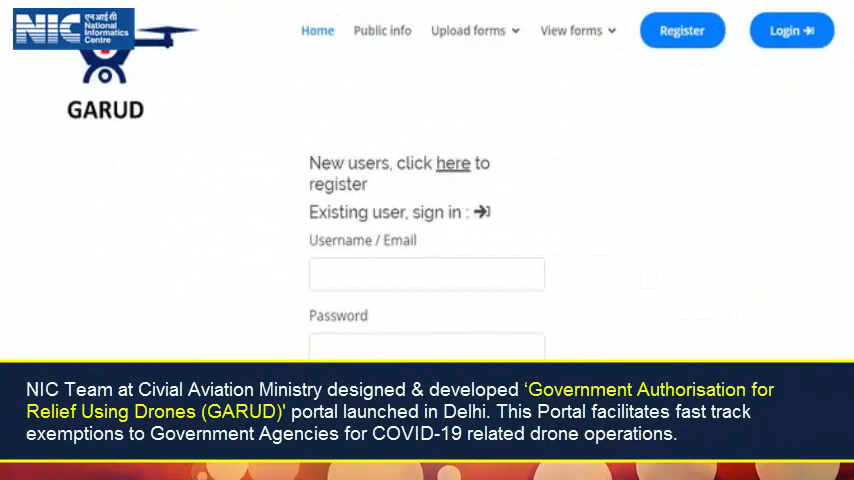 एन आई सी
NIC National
Informatics
Centre
GARUD
Home Public info Upload forms View forms Register Login
New users, click here to
register
Existing user, sign in :
Username / Email
Password
NIC Team at Civial Aviation Ministry designed & developed ‘Government Authorisation for
Relief Using Drones (GARUD)' portal launched in Delhi. This Portal facilitates fast track
exemptions to Government Agencies for COVID-19 related drone operations.